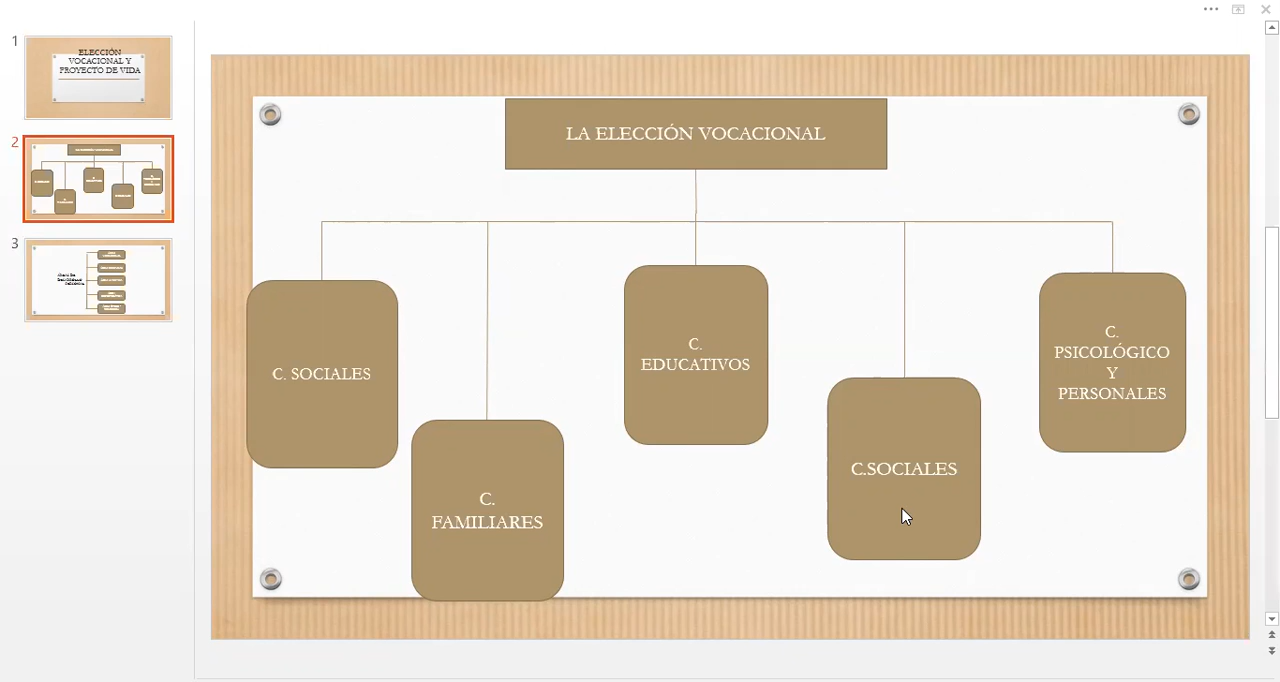 1
ELECCIÓN
VOCACIONAL Y
PROYECTO DE VIDA
2
3
LA ELECCIÓN VOCACIONAL
C. SOCIALES
C.
FAMILIARES
C.
EDUCATIVOS
C.SOCIALES
C.
PSICOLÓGICO
Y
PERSONALES